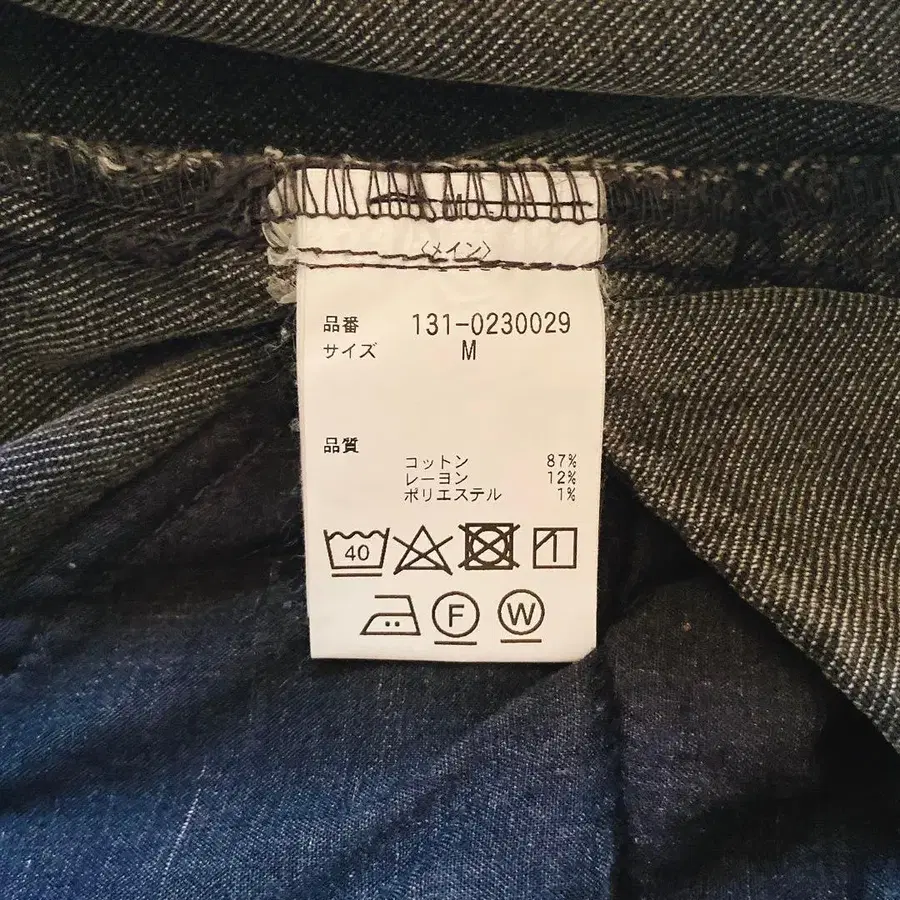 〈メイン〉
品番 131-0230029
サイズ M
品質
コットン 87%
レーヨン 12%
ポリエステル 1%
40
F W